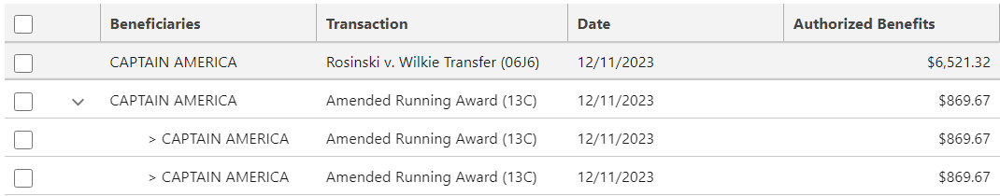 Beneficiaries Transaction Date Authorized Benefits
CAPTAIN AMERICA Rosinski v. Wilkie Transfer (06J6) 12/11/2023 $6,521.32
CAPTAIN AMERICA Amended Running Award (13C) 12/11/2023 $869.67
> CAPTAIN AMERICA Amended Running Award (13C) 12/11/2023 $869.67
> CAPTAIN AMERICA Amended Running Award (13C) 12/11/2023 $869.67